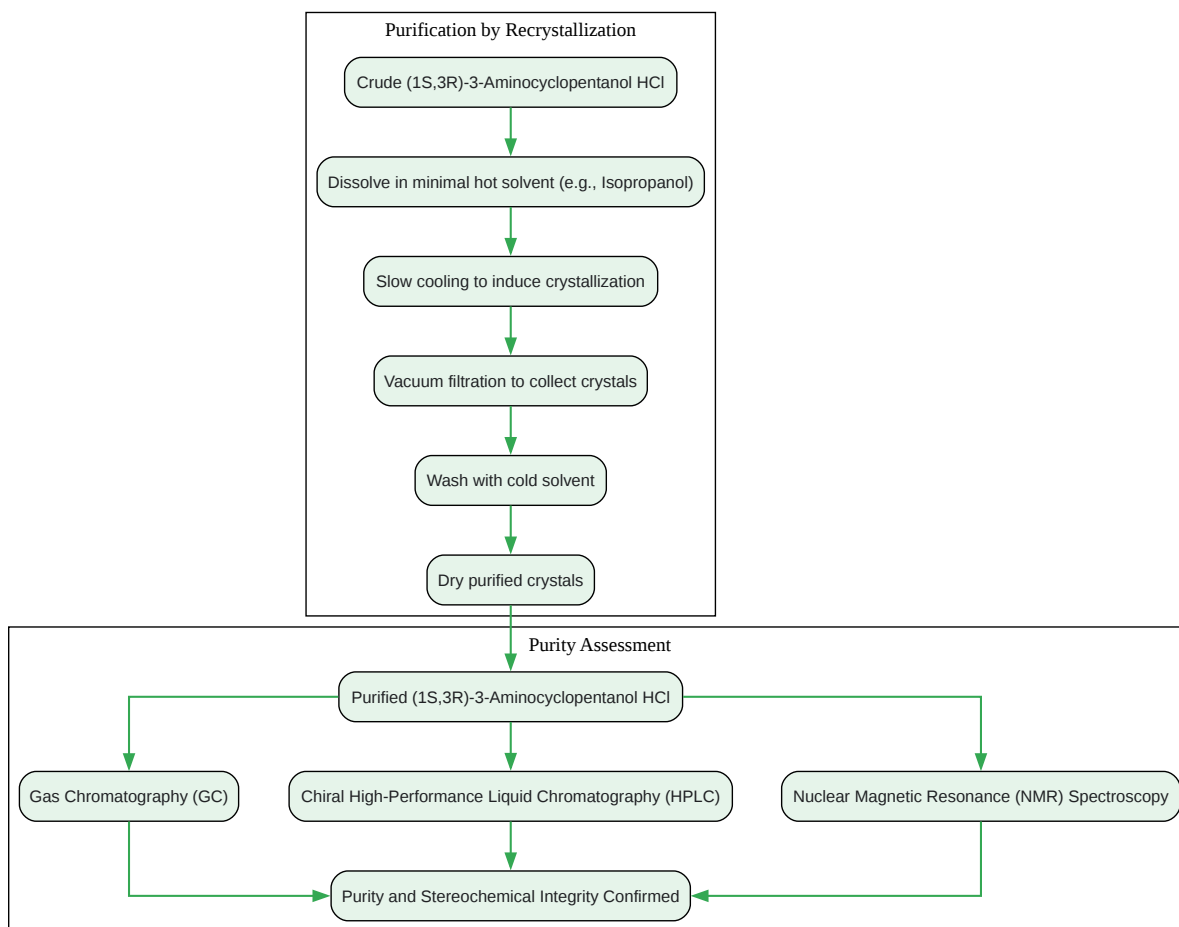 Purification by Recrystallization
Crude (1S,3R)-3-Aminocyclopentanol HCl
Dissolve in minimal hot solvent (e.g., Isopropanol)
Slow cooling to induce crystallization
Vacuum filtration to collect crystals
Wash with cold solvent
Dry purified crystals
Purity Assessment
Purified (1S,3R)-3-Aminocyclopentanol HCl
Gas Chromatography (GC)
Chiral High-Performance Liquid Chromatography (HPLC)
Nuclear Magnetic Resonance (NMR) Spectroscopy
Purity and Stereochemical Integrity Confirmed